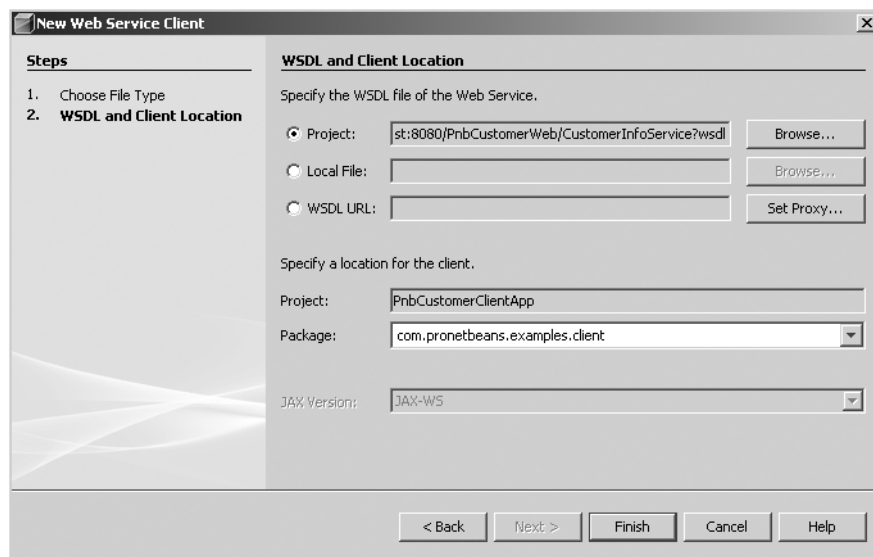 New Web Service Client
Steps
1. Choose File Type
2. WSDL and Client Location
WSDL and Client Location
Specify the WSDL file of the Web Service.
Project: st:8080/PnbCustomerWeb/CustomerInfoService?wsdl Browse...
Local File: Browse...
WSDL URL: Set Proxy...
Specify a location for the client.
Project: PnbCustomerClientApp
Package: com.pronetbeans.examples.client
JAX Version: JAX-WS
< Back Next > Finish Cancel Help